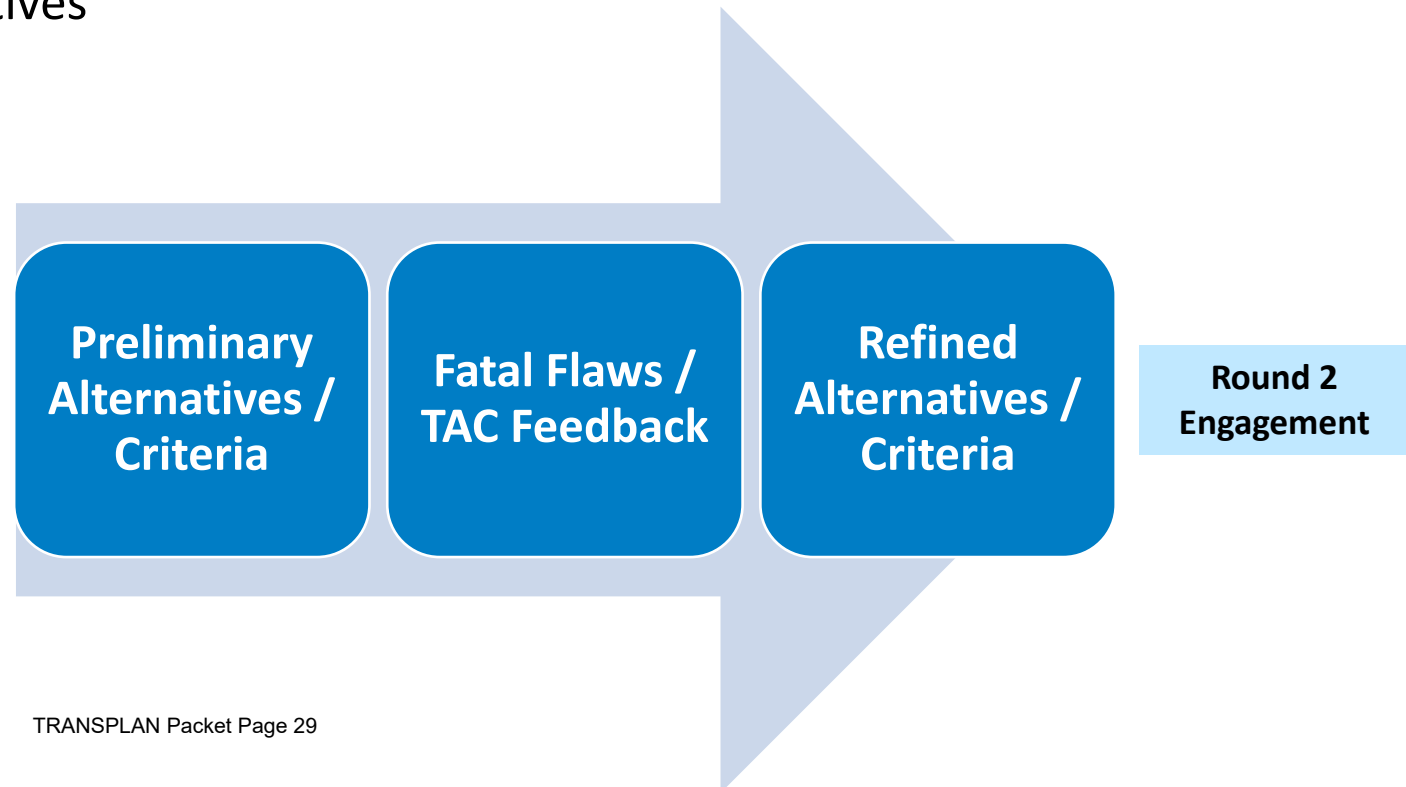 Preliminary
Alternatives /
Criteria
Fatal Flaws /
TAC Feedback
Refined
Alternatives /
Criteria
Round 2
Engagement
TRANSPLAN Packet Page 29